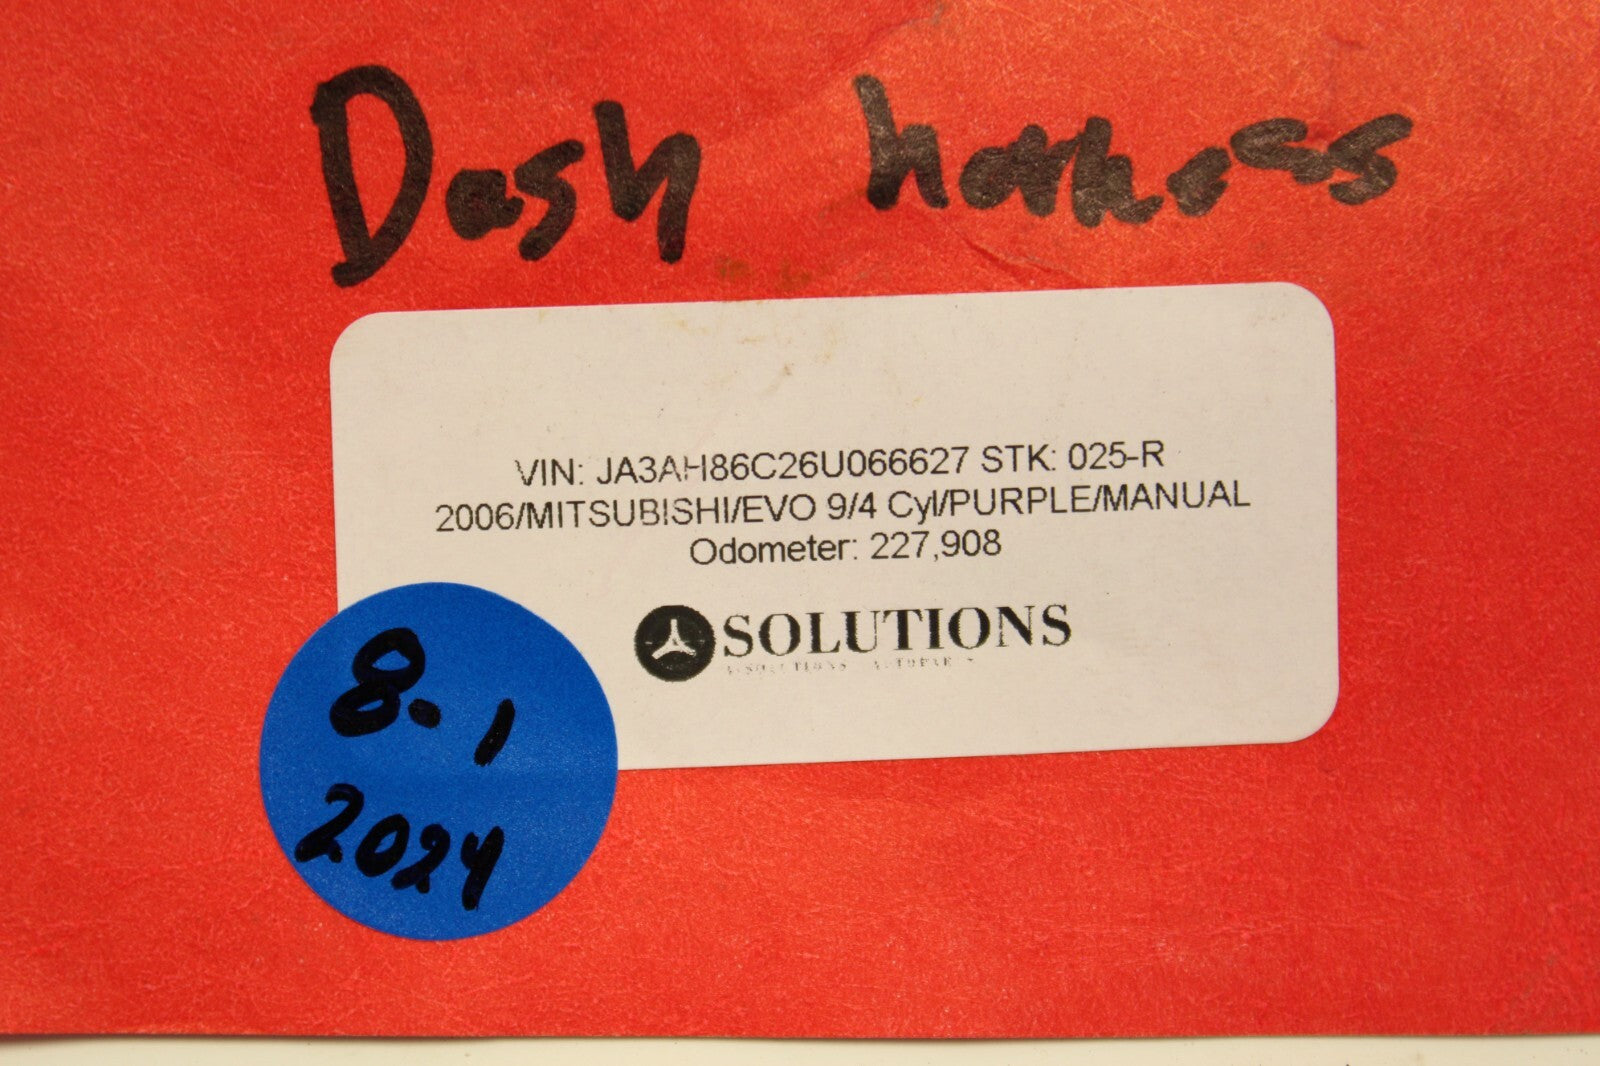 Dash harness
VIN: JA3AH86C26U066627 STK: 025-R
2006/MITSUBISHI/EVO 9/4 Cyl/PURPLE/MANUAL
Odometer: 227,908
SOLUTIONS
8-1
2024